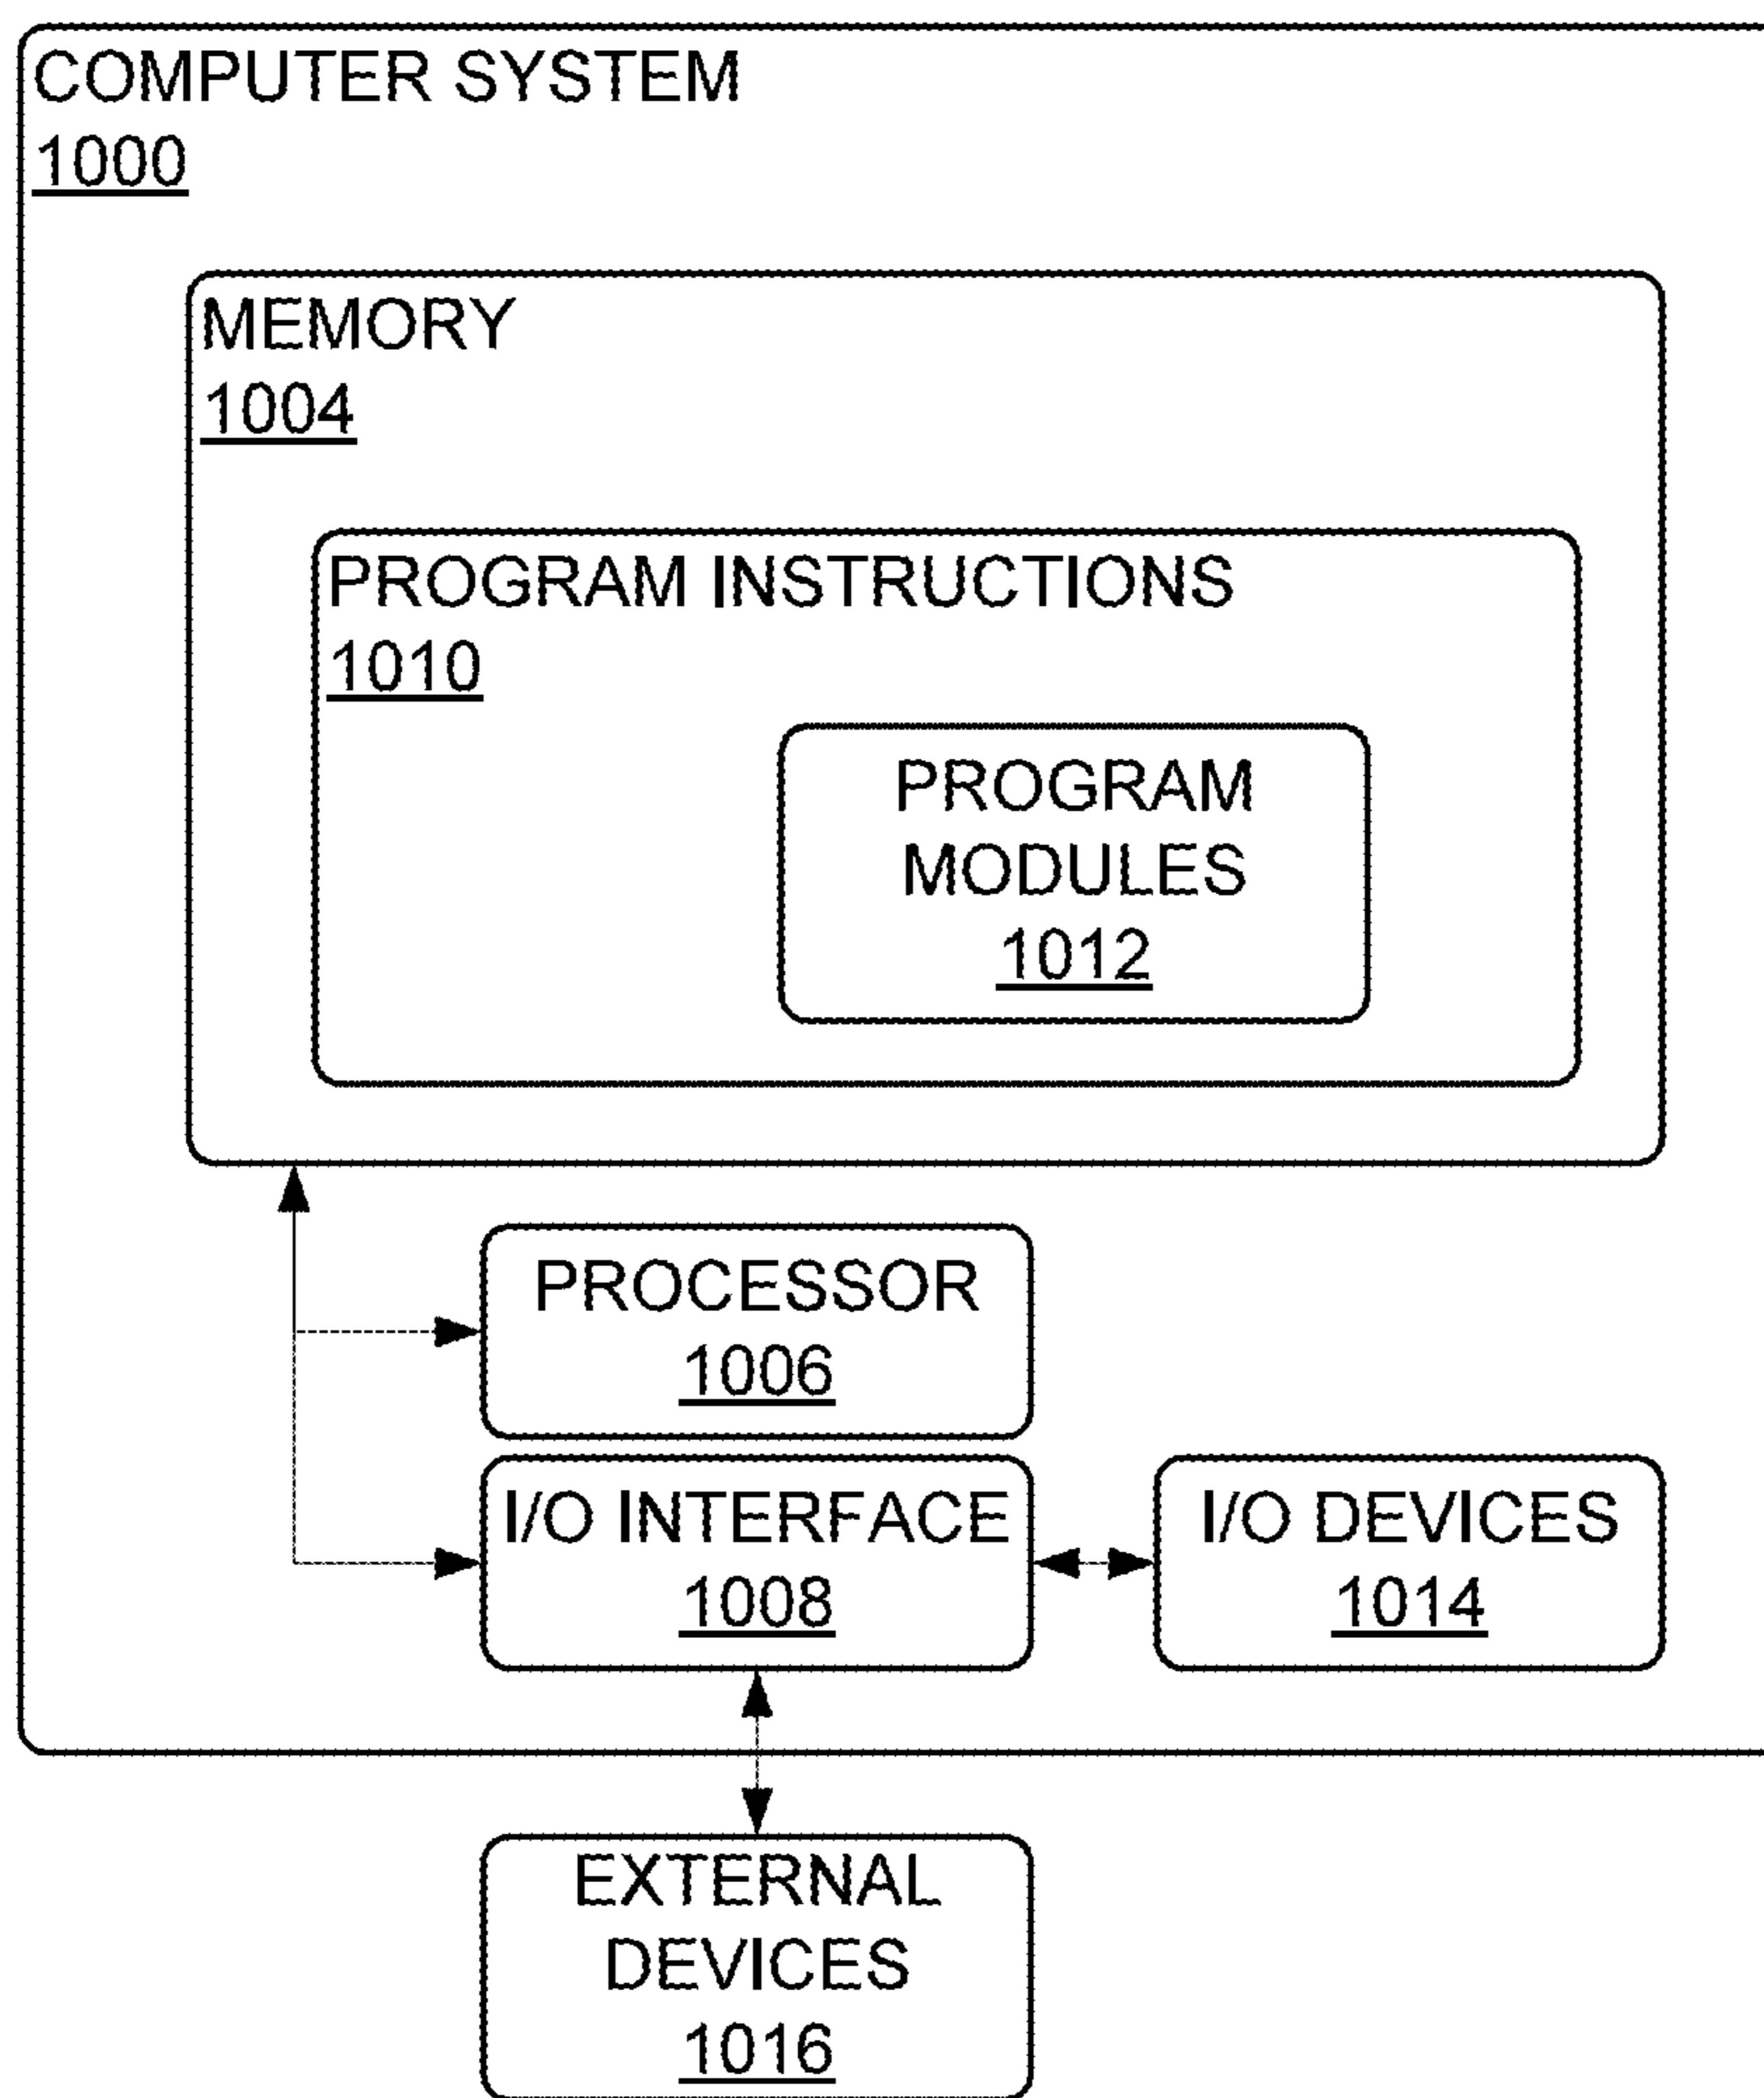 COMPUTER SYSTEM
1000
MEMORY
1004
PROGRAM INSTRUCTIONS
1010
PROGRAM
MODULES
1012
PROCESSOR
1006
I/O INTERFACE
1008
I/O DEVICES
1014
EXTERNAL
DEVICES
1016